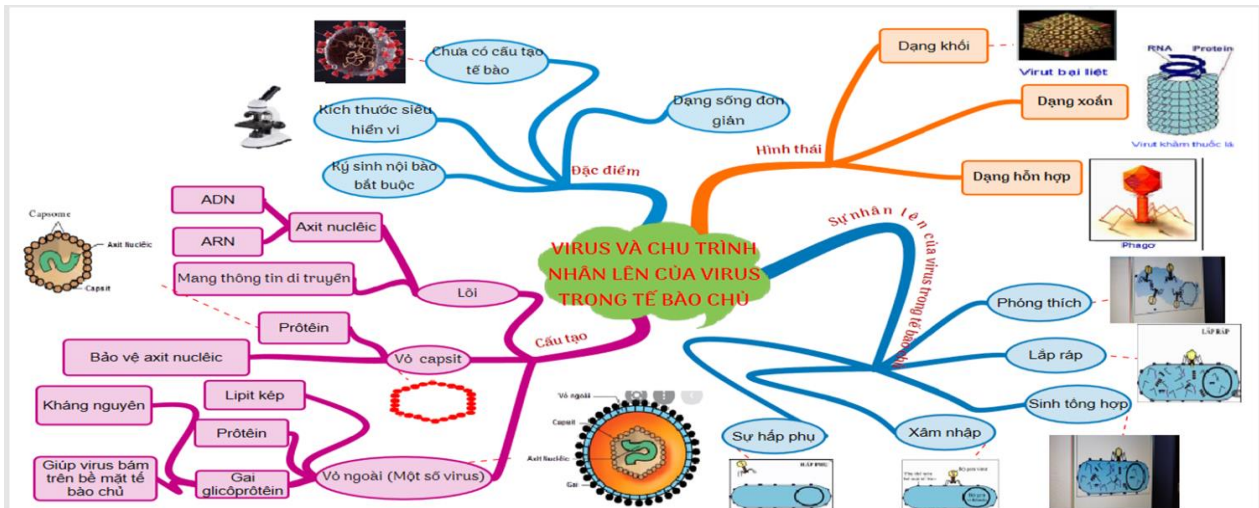 VIRUS VÀ CHU TRÌNH
NHÂN LÊN CỦA VIRUS
TRONG TẾ BÀO CHỦ
Đặc điểm
Chưa có cấu tạo
tế bào
Kích thước siêu
hiển vi
Ký sinh nội bào
bắt buộc
Dạng sống đơn
giản
Hình thái
Dạng khối
Virut bại liệt
Dạng xoắn
RNA
Protein
Virut khảm thuốc lá
Dạng hỗn hợp
Phagơ
Sự nhân lên của virus trong tế bào chủ
Phóng thích
Lắp ráp
LẮP RÁP
Sinh tông hợp
Xâm nhập
Sự hấp phụ
HẤP PHỤ
Cấu tạo
Lõi
Axit nuclêic
ADN
ARN
Mang thông tin di truyền
Capsome
Axit Nuclêic
Capsit
Vỏ capsit
Prôtêin
Bảo vệ axit nuclêic
Vỏ ngoài (Một số virus)
Lipit kép
Prôtêin
Kháng nguyên
Gai
glicôprôtêin
Giúp virus bám
trên bề mặt tế
bào chủ
Vỏ ngoài
Capsit
Axit Nuclêic
Gai